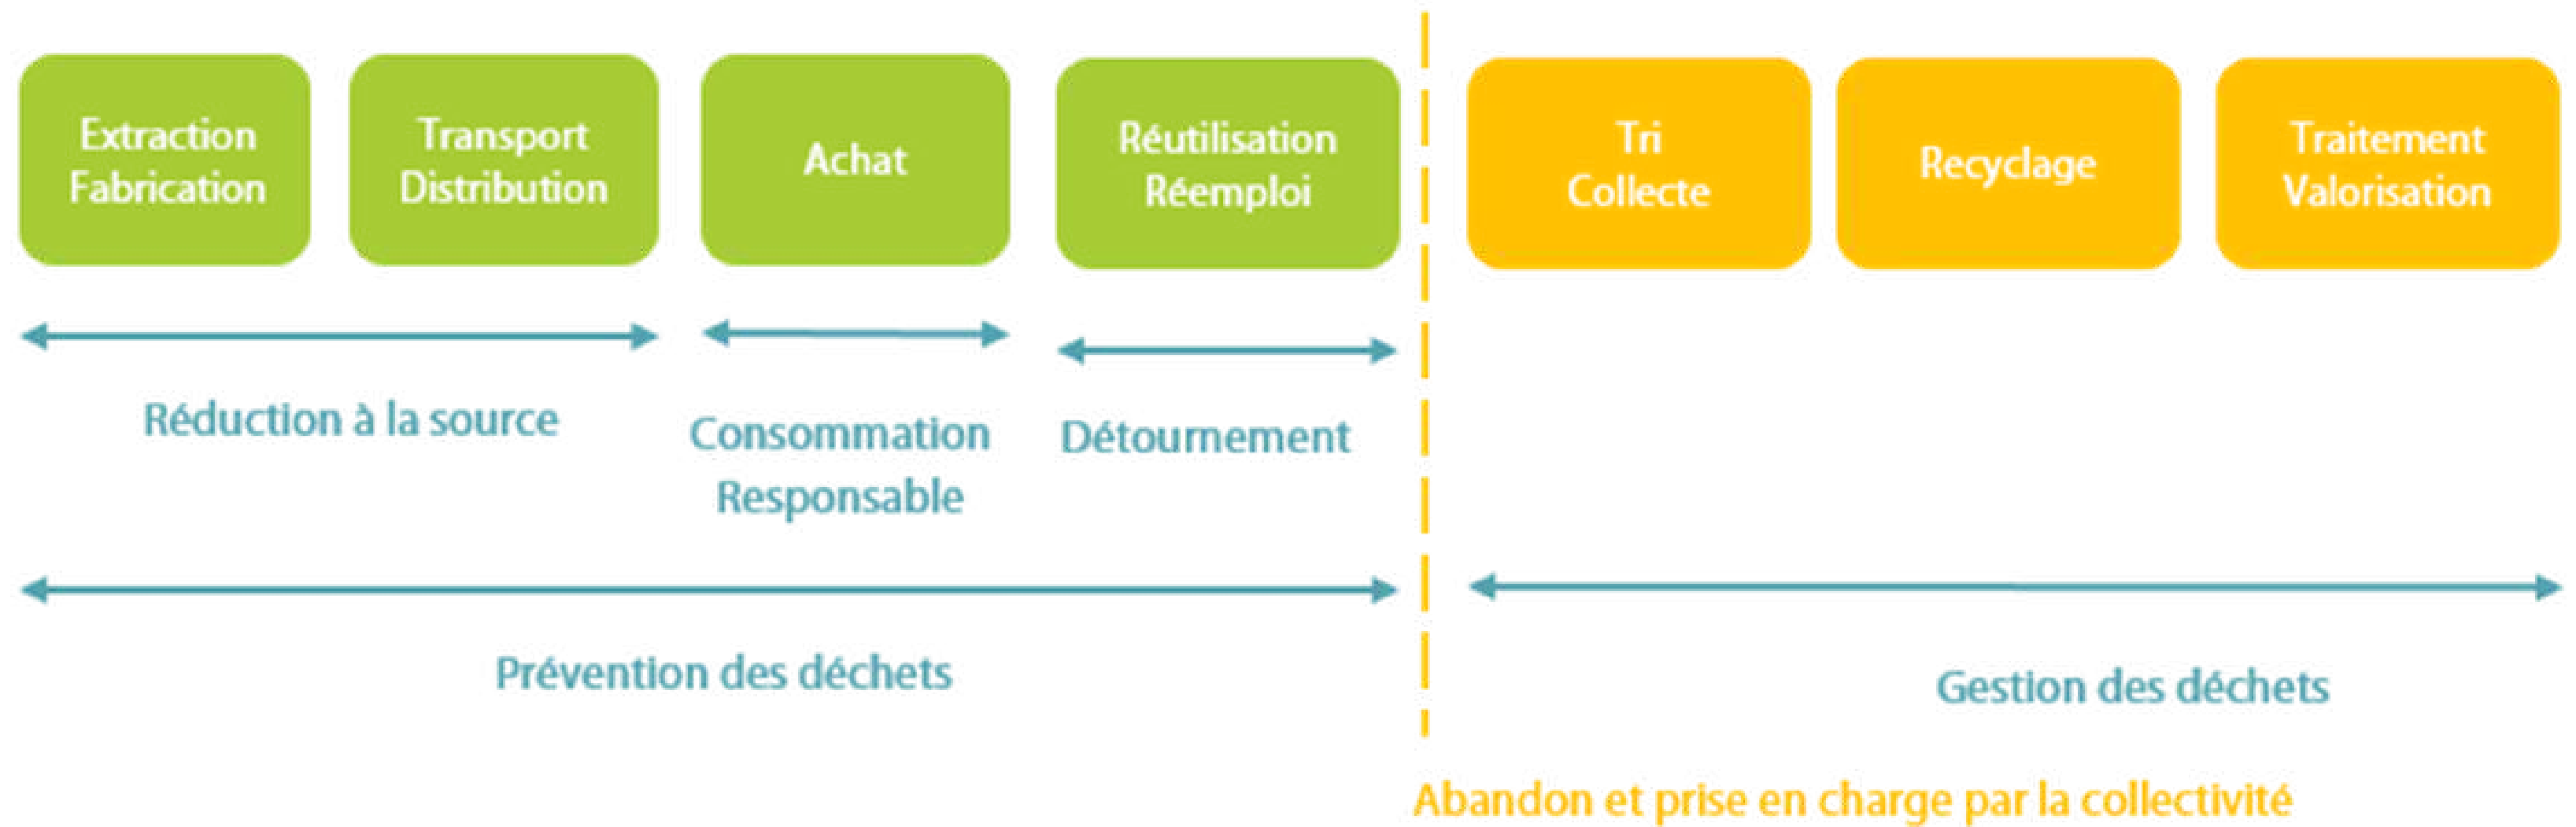 Extraction
Fabrication
Transport
Distribution
Achat
Réutilisation
Réemploi
Tri
Collecte
Recyclage
Traitement
Valorisation
Réduction à la source
Consommation
Responsable
Détournement
Prévention des déchets
Gestion des déchets
Abandon et prise en charge par la collectivité